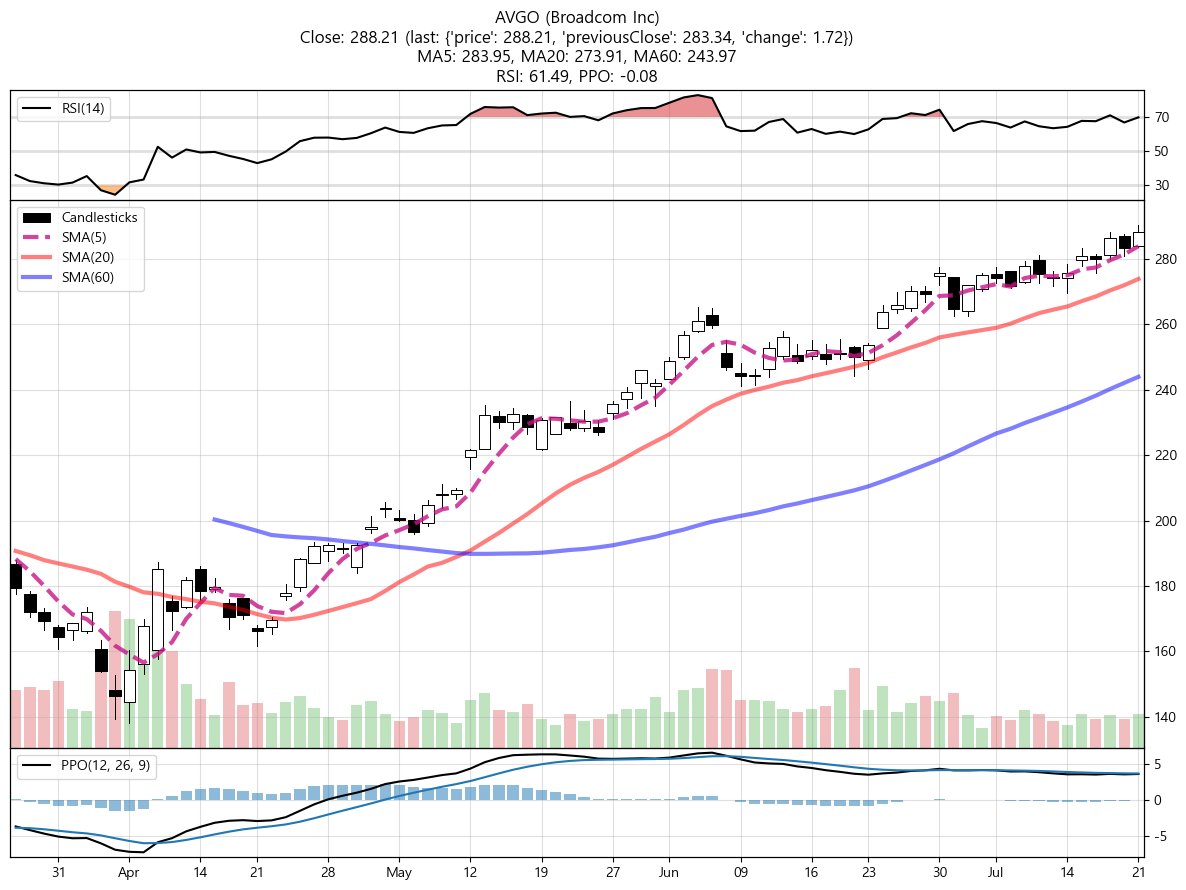 AVGO (Broadcom Inc)
Close: 288.21 (last: {'price': 288.21, 'previousClose': 283.34, 'change': 1.72})
MA5: 283.95, MA20: 273.91, MA60: 243.97
RSI: 61.49, PPO: -0.08
RSI(14)
70
50
30
Candlesticks
SMA(5)
SMA(20)
SMA(60)
280
260
240
220
200
180
160
140
PPO(12, 26, 9)
5
0
-5
31 Apr 14 21 28 May 12 19 27 Jun 09 16 23 30 Jul 14 21